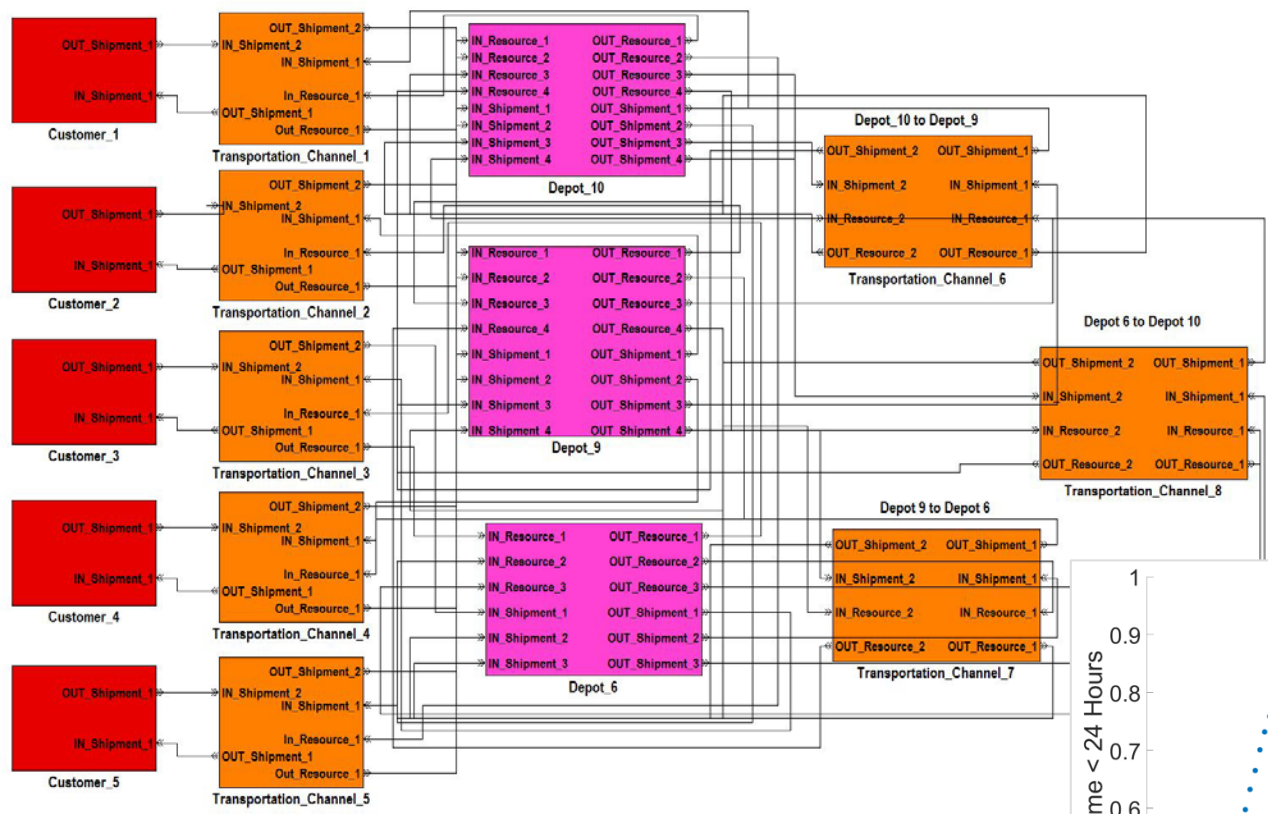 OUT_Shipment_1
IN_Shipment_1
Customer_1
OUT_Shipment_2
IN_Shipment_2
IN_Shipment_1
In_Resource_1
OUT_Shipment_1
Out_Resource_1
Transportation_Channel_1
OUT_Shipment_1
IN_Shipment_1
Customer_2
OUT_Shipment_2
IN_Shipment_2
IN_Shipment_1
In_Resource_1
OUT_Shipment_1
Out_Resource_1
Transportation_Channel_2
OUT_Shipment_1
IN_Shipment_1
Customer_3
OUT_Shipment_2
IN_Shipment_2
IN_Shipment_1
In_Resource_1
OUT_Shipment_1
Out_Resource_1
Transportation_Channel_3
OUT_Shipment_1
IN_Shipment_1
Customer_4
OUT_Shipment_2
IN_Shipment_2
IN_Shipment_1
In_Resource_1
OUT_Shipment_1
Out_Resource_1
Transportation_Channel_4
OUT_Shipment_1
IN_Shipment_1
Customer_5
OUT_Shipment_2
IN_Shipment_2
IN_Shipment_1
In_Resource_1
OUT_Shipment_1
Out_Resource_1
Transportation_Channel_5
IN_Resource_1 OUT_Resource_1
IN_Resource_2 OUT_Resource_2
IN_Resource_3 OUT_Resource_3
IN_Resource_4 OUT_Resource_4
IN_Shipment_1 OUT_Shipment_1
IN_Shipment_2 OUT_Shipment_2
IN_Shipment_3 OUT_Shipment_3
IN_Shipment_4 OUT_Shipment_4
Depot_10
IN_Resource_1 OUT_Resource_1
IN_Resource_2 OUT_Resource_2
IN_Resource_3 OUT_Resource_3
IN_Resource_4 OUT_Resource_4
IN_Shipment_1 OUT_Shipment_1
IN_Shipment_2 OUT_Shipment_2
IN_Shipment_3 OUT_Shipment_3
IN_Shipment_4 OUT_Shipment_4
Depot_9
IN_Resource_1 OUT_Resource_1
IN_Resource_2 OUT_Resource_2
IN_Resource_3 OUT_Resource_3
IN_Shipment_1 OUT_Shipment_1
IN_Shipment_2 OUT_Shipment_2
IN_Shipment_3 OUT_Shipment_3
Depot_6
Depot_10 to Depot_9
OUT_Shipment_2 OUT_Shipment_1
IN_Shipment_2 IN_Shipment_1
IN_Resource_2 IN_Resource_1
OUT_Resource_2 OUT_Resource_1
Transportation_Channel_6
Depot 6 to Depot 10
OUT_Shipment_2 OUT_Shipment_1
IN_Shipment_2 IN_Shipment_1
IN_Resource_2 IN_Resource_1
OUT_Resource_2 OUT_Resource_1
Transportation_Channel_8
Depot 9 to Depot 6
OUT_Shipment_2 OUT_Shipment_1
IN_Shipment_2 IN_Shipment_1
IN_Resource_2 IN_Resource_1
OUT_Resource_2 OUT_Resource_1
Transportation_Channel_7
1
0.9
0.8
0.7
0.6
me < 24 Hours